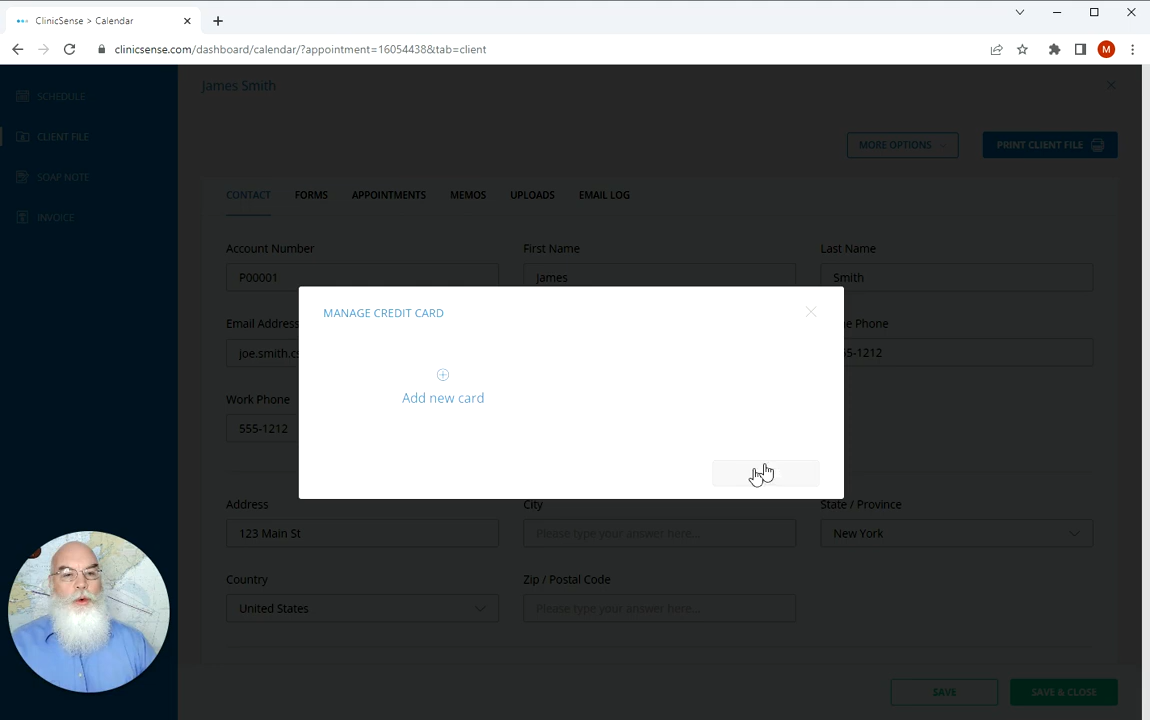 ClinicSense > Calendar
clinicsense.com/dashboard/calendar/?appointment=16054438&tab=client
M
James Smith
SCHEDULE
CLIENT FILE
SOAP NOTE
INVOICE
MORE OPTIONS
PRINT CLIENT FILE
CONTACT FORMS APPOINTMENTS MEMOS UPLOADS EMAIL LOG
Account Number First Name Last Name
P00001 James Smith
MANAGE CREDIT CARD
Email Address Phone
joe.smith 5-1212
Add new card
Work Phone
555-1212
Address City State / Province
123 Main St Please type your answer here... New York
Country Zip / Postal Code
United States Please type your answer here...
SAVE SAVE & CLOSE